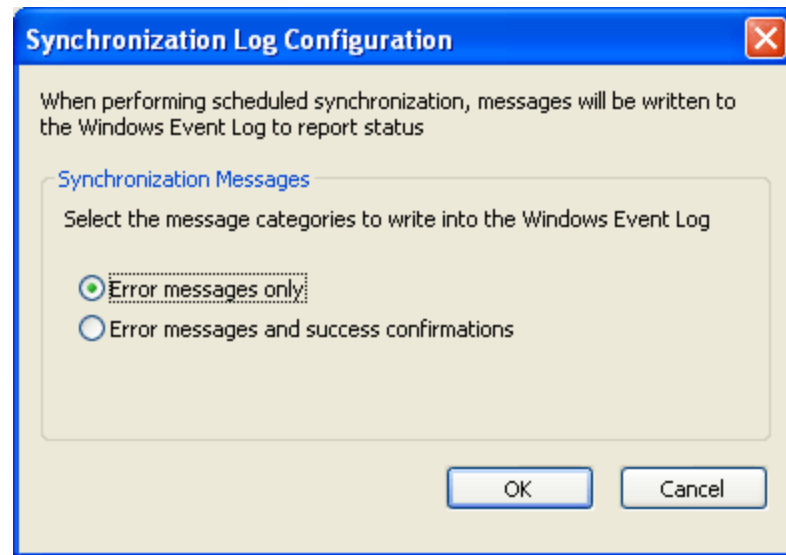 Synchronization Log Configuration
When performing scheduled synchronization, messages will be written to
the Windows Event Log to report status
Synchronization Messages
Select the message categories to write into the Windows Event Log
Error messages only
Error messages and success confirmations
OK
Cancel